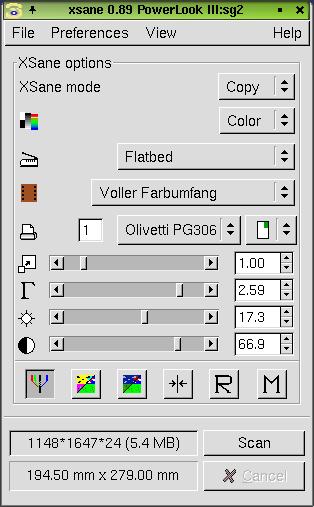 xsane 0.89 PowerLook III:sg2
File Preferences View Help
XSane options
XSane mode Copy
Color
Flatbed
Voller Farbumfang
1 Olivetti PG306
1.00
Γ 2.59
17.3
66.9
R M
1148*1647*24 (5.4 MB) Scan
194.50 mm x 279.00 mm Cancel